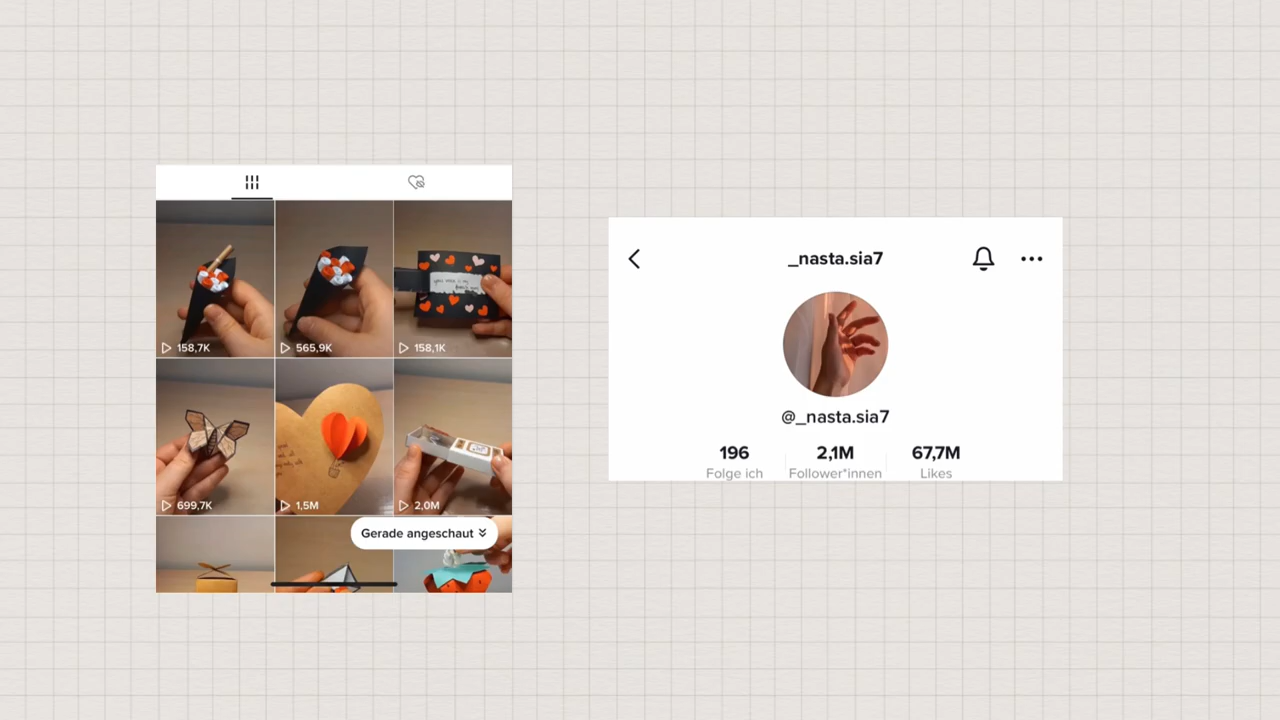 158,7K
565,9K
158,1K
699,7K
1,5M
2,0M
Gerade angeschaut
_nasta.sia7
@_nasta.sia7
196 2,1M 67,7M
Folge ich Follower*innen Likes